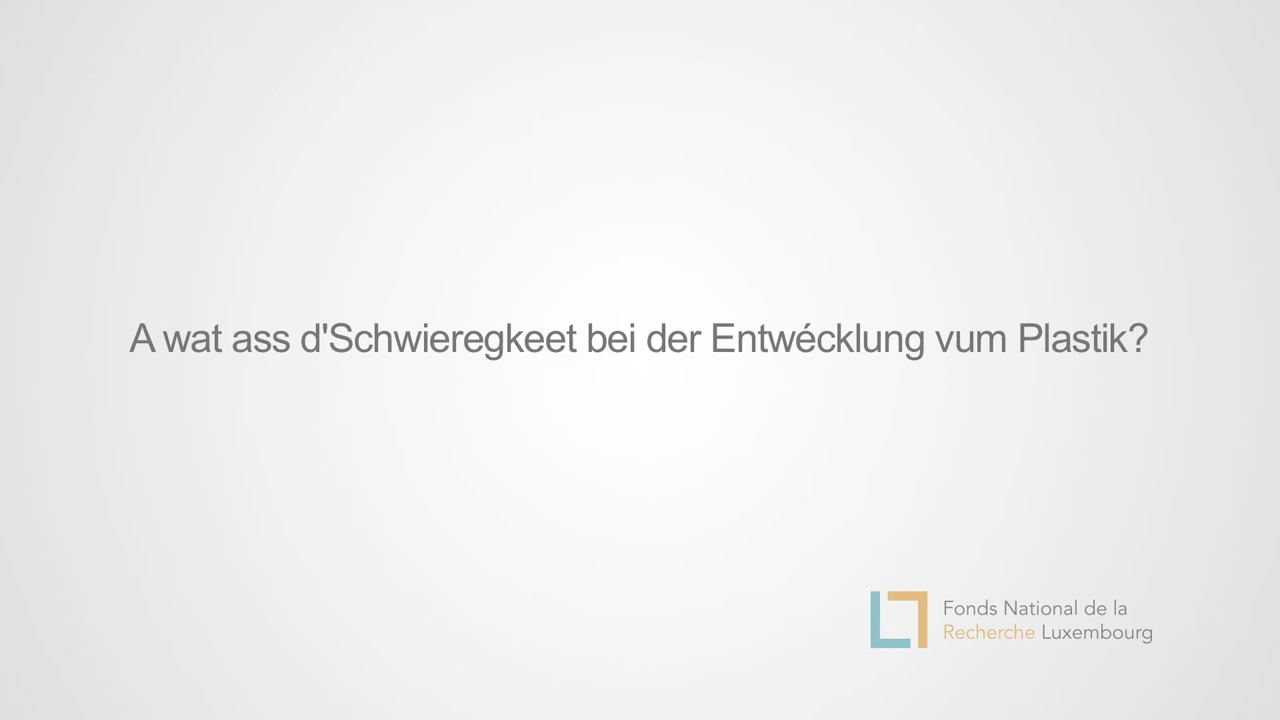 A wat ass d'Schwieregkeet bei der Entwécklung vum Plastik?
Fonds National de la
Recherche Luxembourg